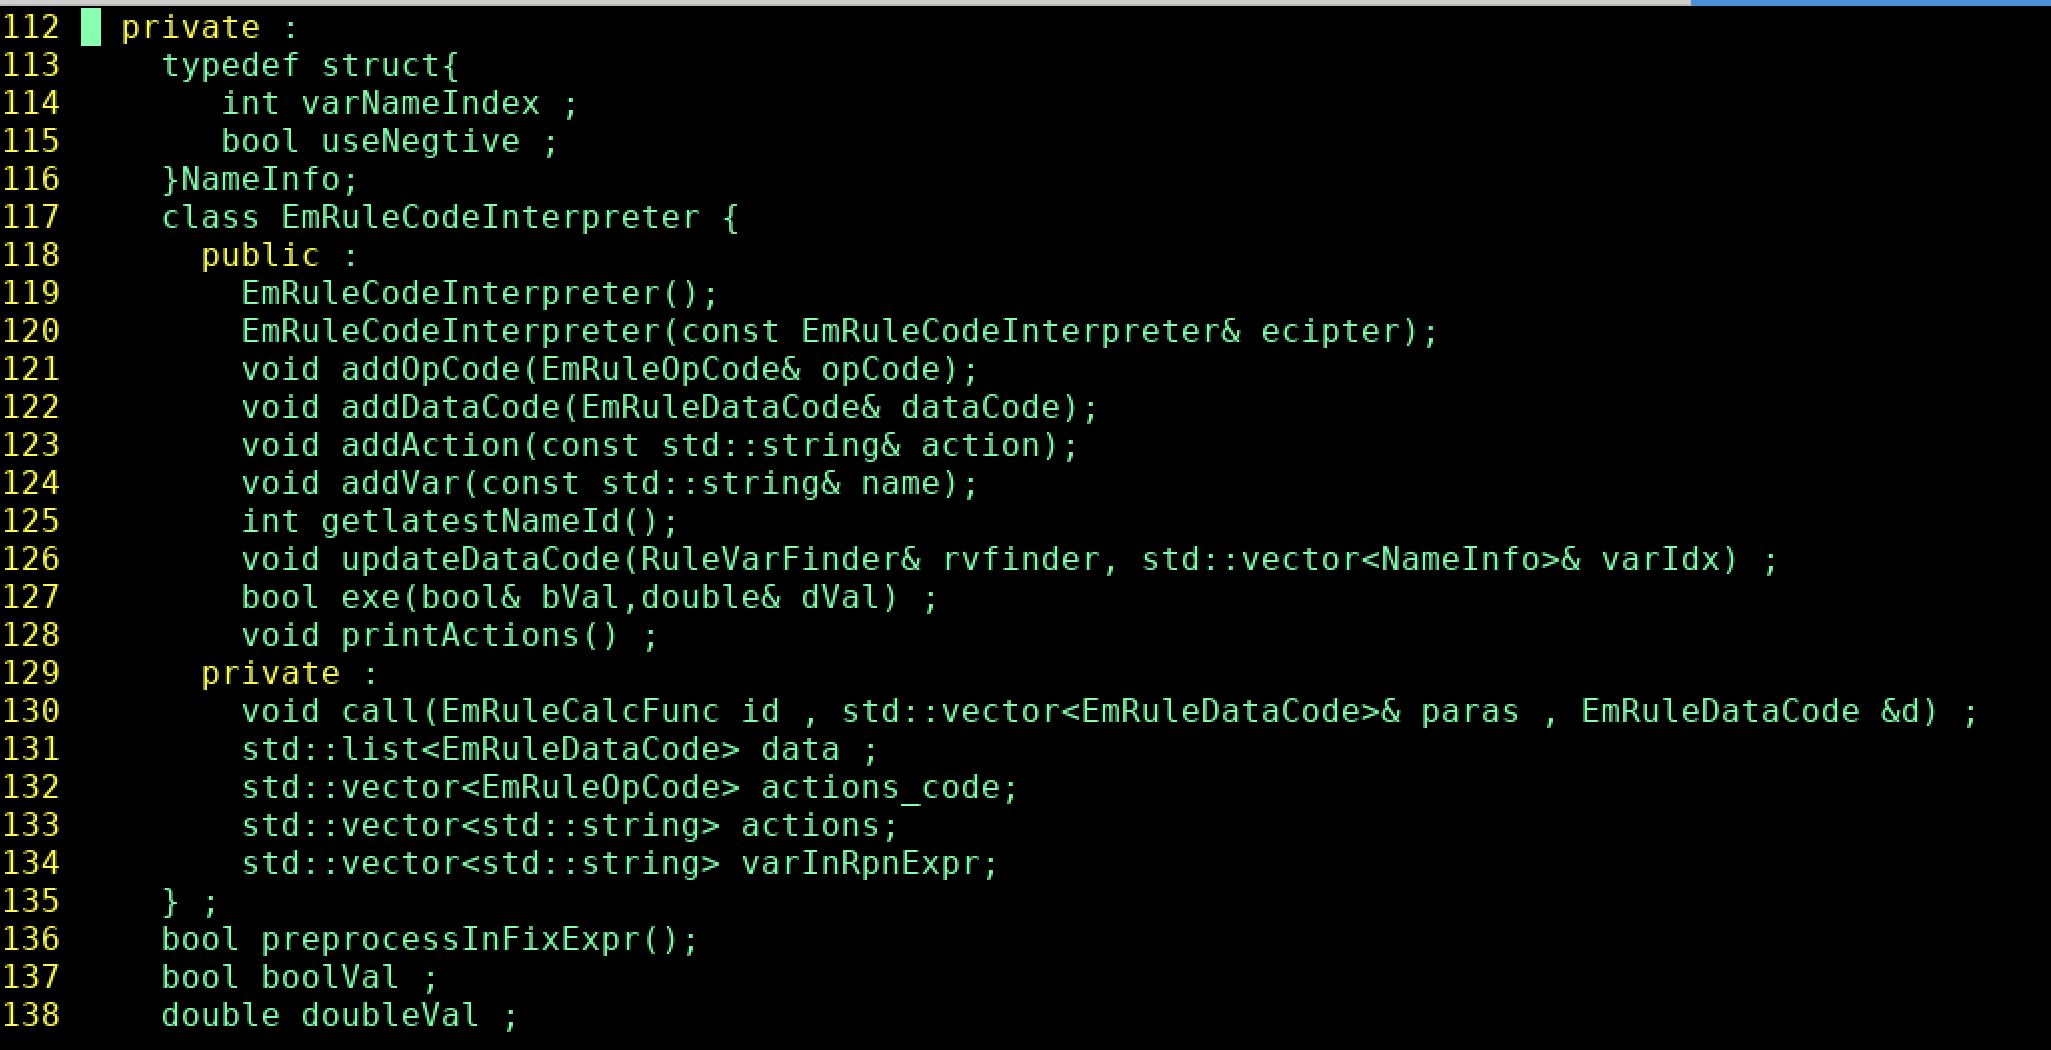 112   private :
113     typedef struct{
114        int varNameIndex ;
115        bool useNegtive ;
116     }NameInfo;
117     class EmRuleCodeInterpreter {
118       public :
119         EmRuleCodeInterpreter();
120         EmRuleCodeInterpreter(const EmRuleCodeInterpreter& ecipter);
121         void addOpCode(EmRuleOpCode& opCode);
122         void addDataCode(EmRuleDataCode& dataCode);
123         void addAction(const std::string& action);
124         void addVar(const std::string& name);
125         int getlatestNameId();
126         void updateDataCode(RuleVarFinder& rvfinder, std::vector<NameInfo>& varIdx) ;
127         bool exe(bool& bVal,double& dVal) ;
128         void printActions() ;
129       private :
130         void call(EmRuleCalcFunc id , std::vector<EmRuleDataCode>& paras , EmRuleDataCode &d) ;
131         std::list<EmRuleDataCode> data ;
132         std::vector<EmRuleOpCode> actions_code;
133         std::vector<std::string> actions;
134         std::vector<std::string> varInRpnExpr;
135     } ;
136     bool preprocessInFixExpr();
137     bool boolVal ;
138     double doubleVal ;